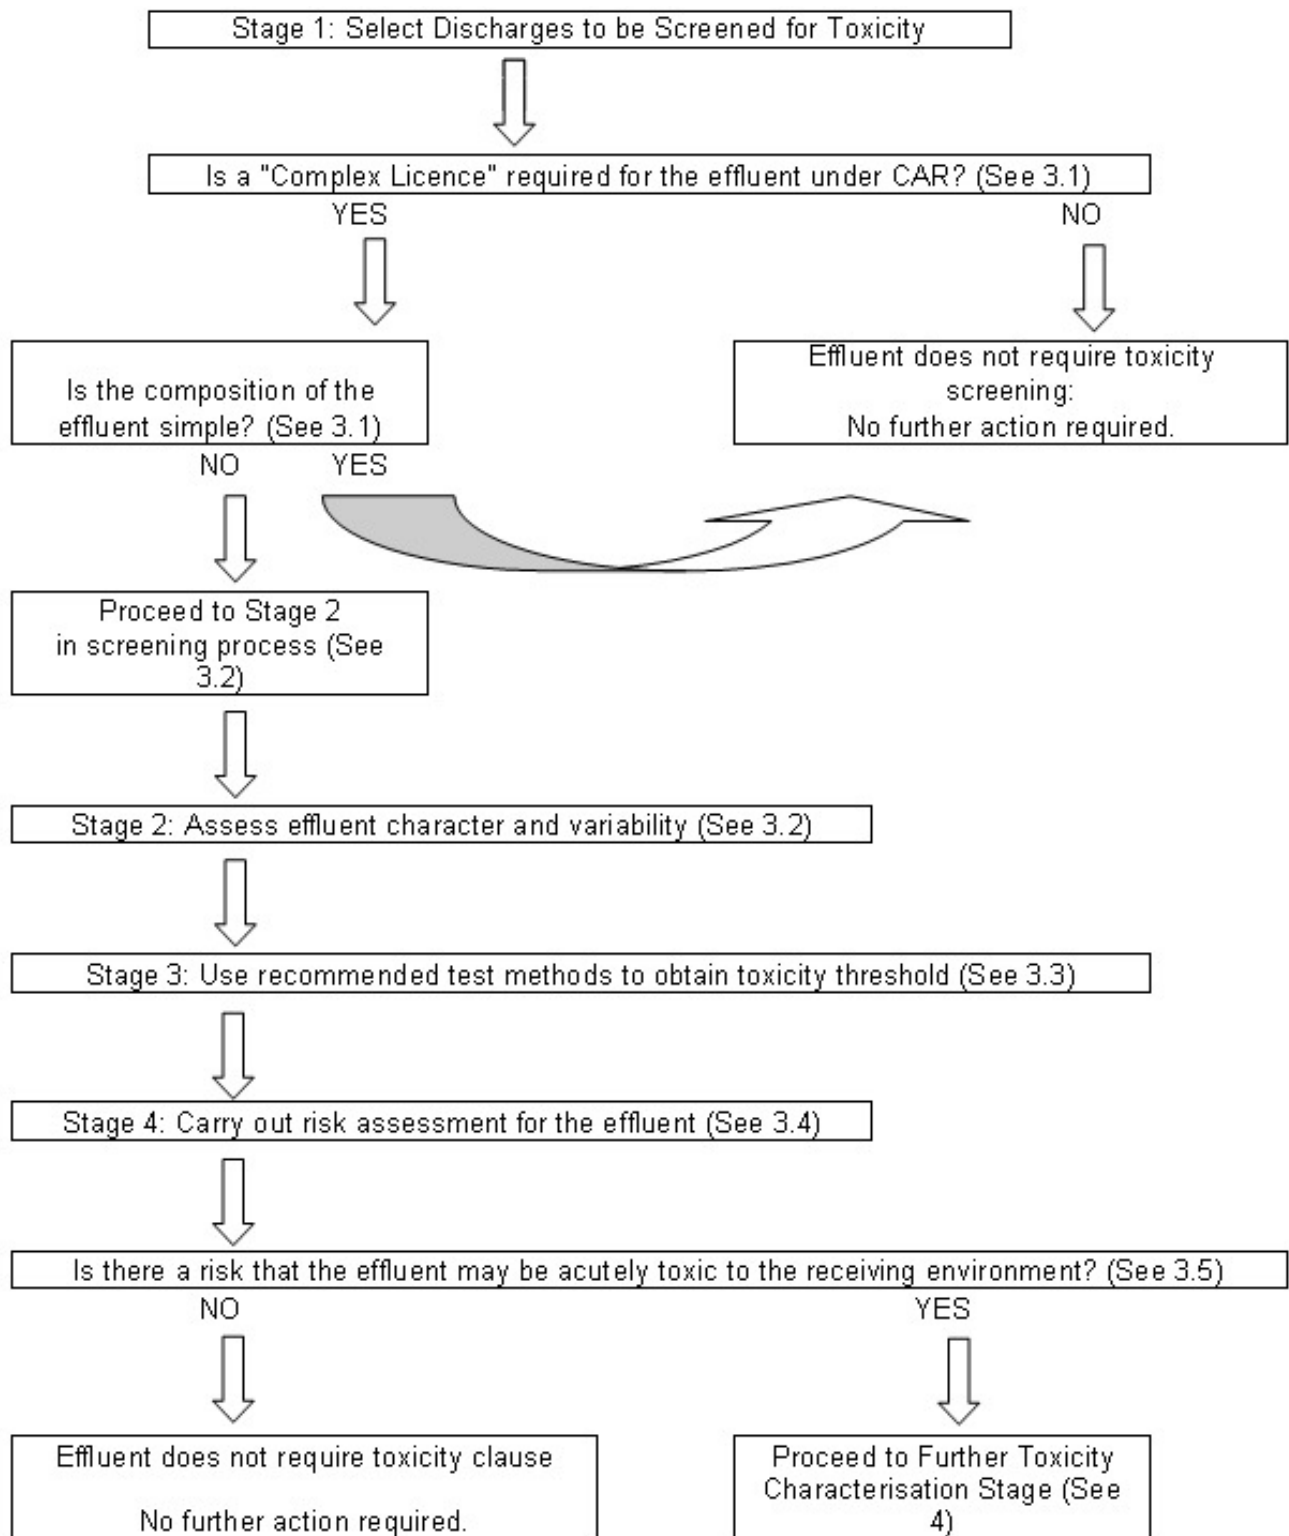 Stage 1: Select Discharges to be Screened for Toxicity
Is a "Complex Licence" required for the effluent under CAR? (See 3.1)
YES
NO
Is the composition of the
effluent simple? (See 3.1)
Effluent does not require toxicity
screening:
No further action required.
NO
YES
Proceed to Stage 2
in screening process (See
3.2)
Stage 2: Assess effluent character and variability (See 3.2)
Stage 3: Use recommended test methods to obtain toxicity threshold (See 3.3)
Stage 4: Carry out risk assessment for the effluent (See 3.4)
Is there a risk that the effluent may be acutely toxic to the receiving environment? (See 3.5)
NO
YES
Effluent does not require toxicity clause
No further action required.
Proceed to Further Toxicity
Characterisation Stage (See
4)